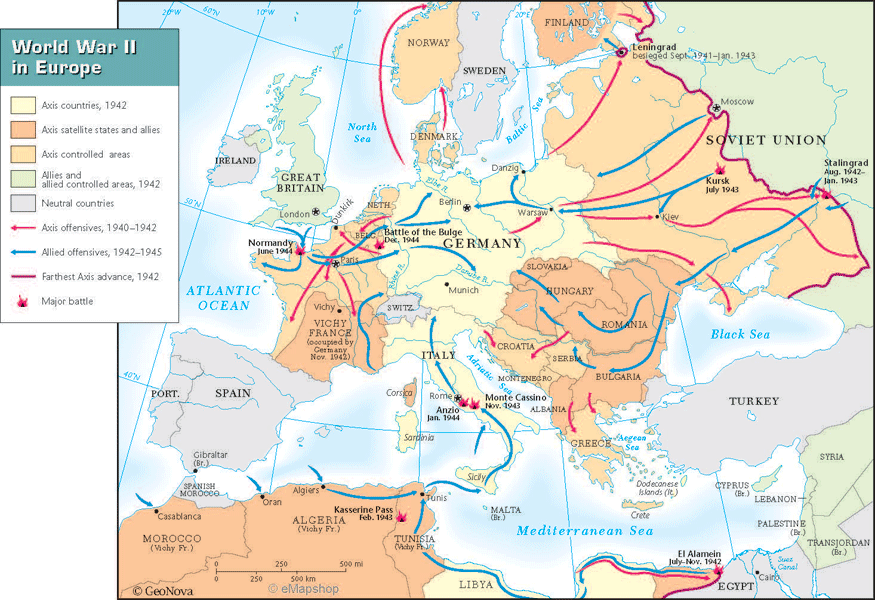 World War II
in Europe
Axis countries, 1942
Axis satellite states and allies
Axis controlled areas
Allies and
allied controlled areas, 1942
Neutral countries
Axis offensives, 1940–1942
Allied offensives, 1942–1945
Farthest Axis advance, 1942
Major battle
20°W
10°W
0°
20°E
60°N
50°N
40°N
NORWAY
FINLAND
SWEDEN
Leningrad
besieged Sept. 1941–Jan. 1943
Moscow
SOVIET UNION
North
Sea
Baltic Sea
DENMARK
IRELAND
GREAT
BRITAIN
London
Dunkirk
NETH.
BELG.
Elbe R.
Berlin
Danzig
Warsaw
Kursk
July 1943
Stalingrad
Aug. 1942–
Jan. 1943
Kiev
Normandy
June 1944
Battle of the Bulge
Dec. 1944
GERMANY
Paris
Rhine R.
Danube R.
Munich
SLOVAKIA
HUNGARY
ATLANTIC
OCEAN
Vichy
VICHY
FRANCE
(occupied by
Germany
Nov. 1942)
SWITZ.
ROMANIA
CROATIA
SERBIA
ITALY
Adriatic Sea
MONTENEGRO
BULGARIA
Black Sea
PORT.
SPAIN
Corsica
Rome
Anzio
Jan. 1944
Monte Cassino
Nov. 1943
ALBANIA
TURKEY
Sardinia
GREECE
Aegean
Sea
Gibraltar
(Br.)
SPANISH
MOROCCO
Sicily
Dodecanese
Islands (It.)
CYPRUS
(Br.)
SYRIA
LEBANON
Algiers
Oran
Tunis
MALTA
(Br.)
Crete
PALESTINE
(Br.)
Casablanca
Kasserine Pass
Feb. 1943
MOROCCO
(Vichy Fr.)
ALGERIA
(Vichy Fr.)
TUNISIA
(Vichy Fr.)
Mediterranean Sea
TRANSJORDAN
(Br.)
El Alamein
July–Nov. 1942
Suez
Canal
Cairo
EGYPT
LIBYA
0 250 500 mi
0 250 500 km
© GeoNova
© eMapshop